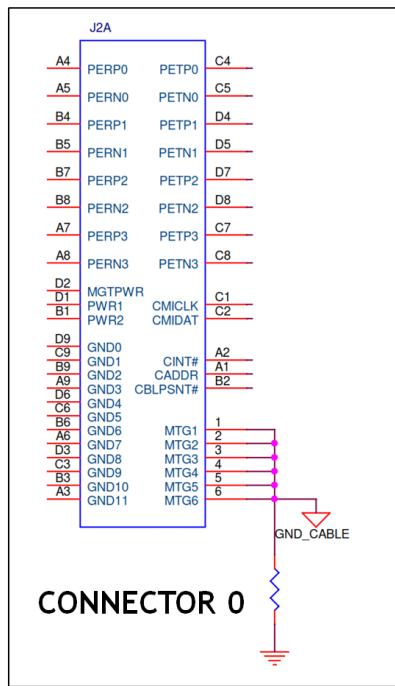 J2A
A4 PERP0 PETP0 C4
A5 PERN0 PETN0 C5
B4 PERP1 PETP1 D4
B5 PERN1 PETN1 D5
B7 PERP2 PETP2 D7
B8 PERN2 PETN2 D8
A7 PERP3 PETP3 C7
A8 PERN3 PETN3 C8
D2 MGTPWR
D1 PWR1 CMICLK C1
B1 PWR2 CMIDAT C2
D9 GND0
C9 GND1 CINT# A2
B9 GND2 CADDR A1
A9 GND3 CBLPSNT# B2
D6 GND4
C6 GND5
B6 GND6 MTG1 1
A6 GND7 MTG2 2
D3 GND8 MTG3 3
C3 GND9 MTG4 4
B3 GND10 MTG5 5
A3 GND11 MTG6 6
GND_CABLE
CONNECTOR 0